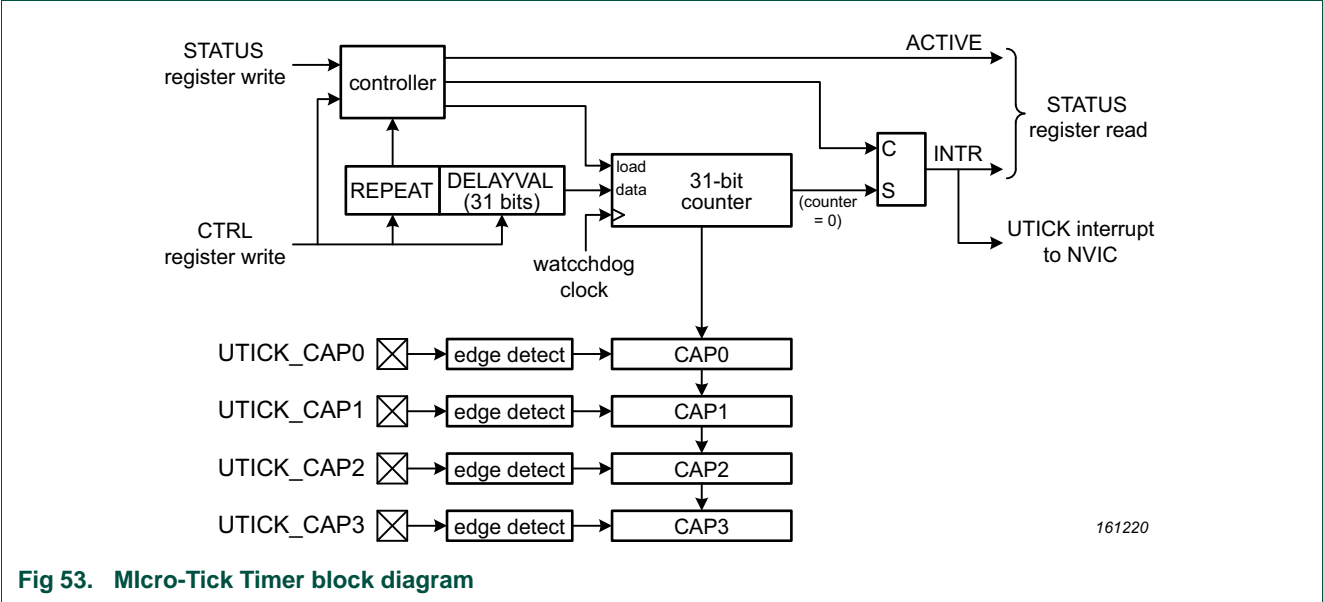 STATUS
register write
controller
ACTIVE
STATUS
register read
REPEAT
DELAYVAL
(31 bits)
load
data
31-bit
counter
(counter
= 0)
C
S
INTR
CTRL
register write
watcchdog
clock
UTICK interrupt
to NVIC
UTICK_CAP0 edge detect CAP0
UTICK_CAP1 edge detect CAP1
UTICK_CAP2 edge detect CAP2
UTICK_CAP3 edge detect CAP3
161220
Fig 53. MIcro-Tick Timer block diagram